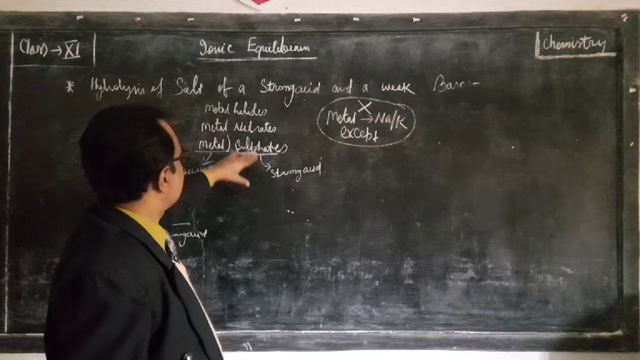 Class → XI
Ionic Equilibrium
Chemistry
* Hydrolysis of Salt of a Strong acid and a weak Base:-
metal halides
metal nitrates
metal sulphates
Strong acid
Metal → Na/K
except
X